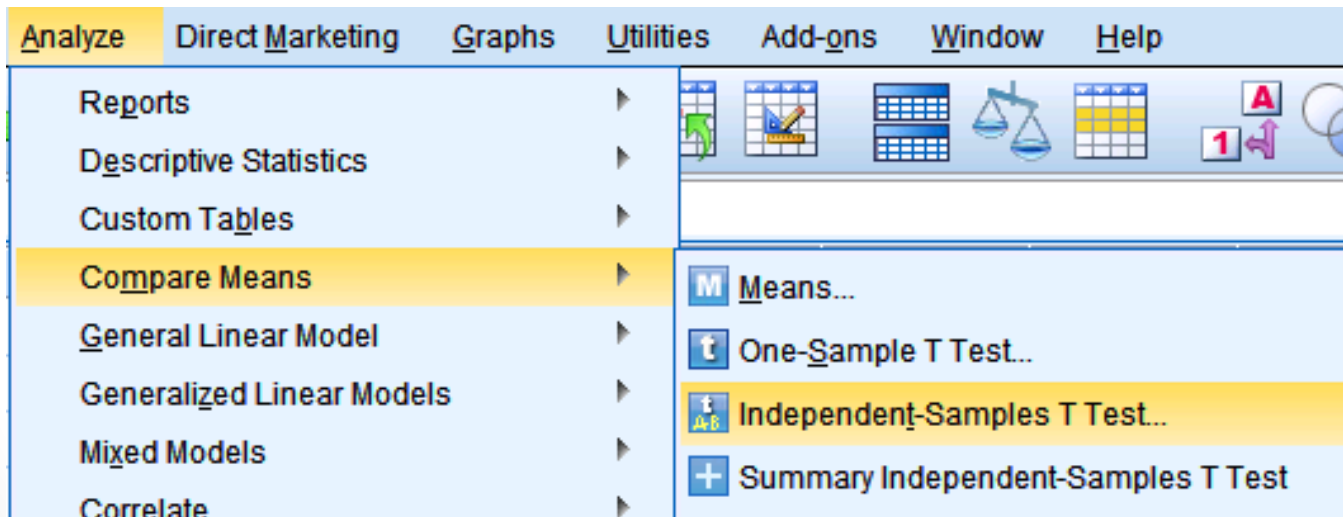 Analyze Direct Marketing Graphs Utilities Add-ons Window Help
Reports
Descriptive Statistics
Custom Tables
Compare Means
General Linear Model
Generalized Linear Models
Mixed Models
Correlate
A
1
M Means...
t One-Sample T Test...
t A-B Independent-Samples T Test...
Summary Independent-Samples T Test